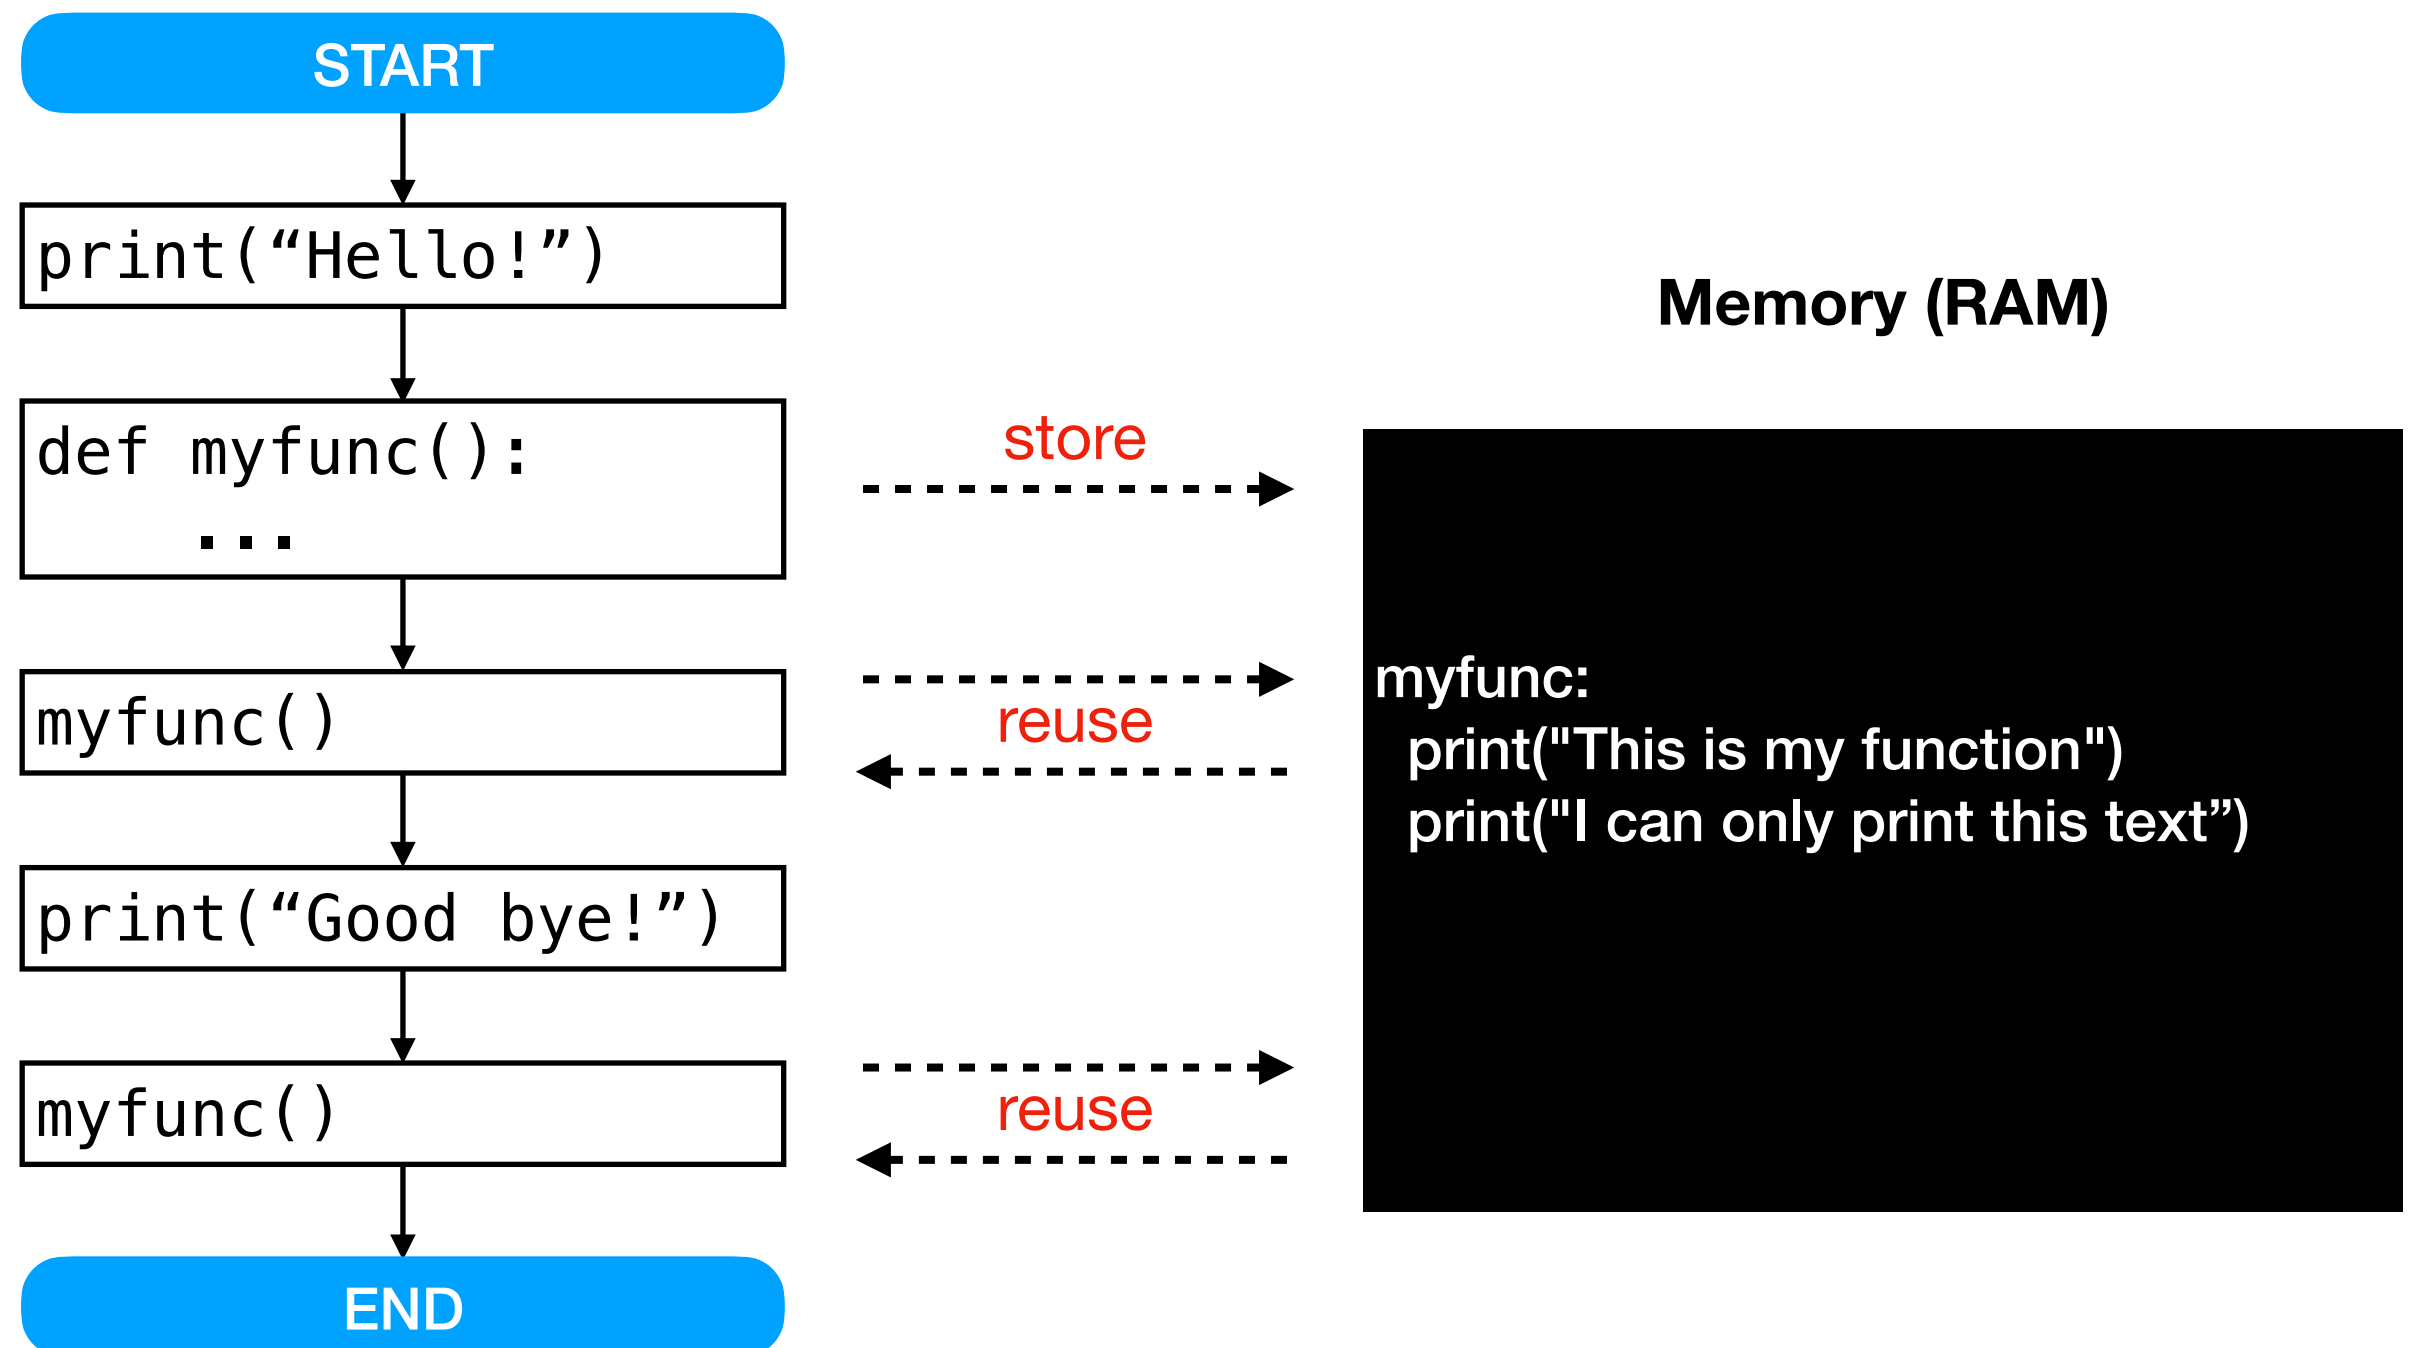 START
print(“Hello!”)
def myfunc():
    ...
myfunc()
print(“Good bye!”)
myfunc()
END
store
reuse
reuse
Memory (RAM)
myfunc:
  print("This is my function")
  print("I can only print this text”)